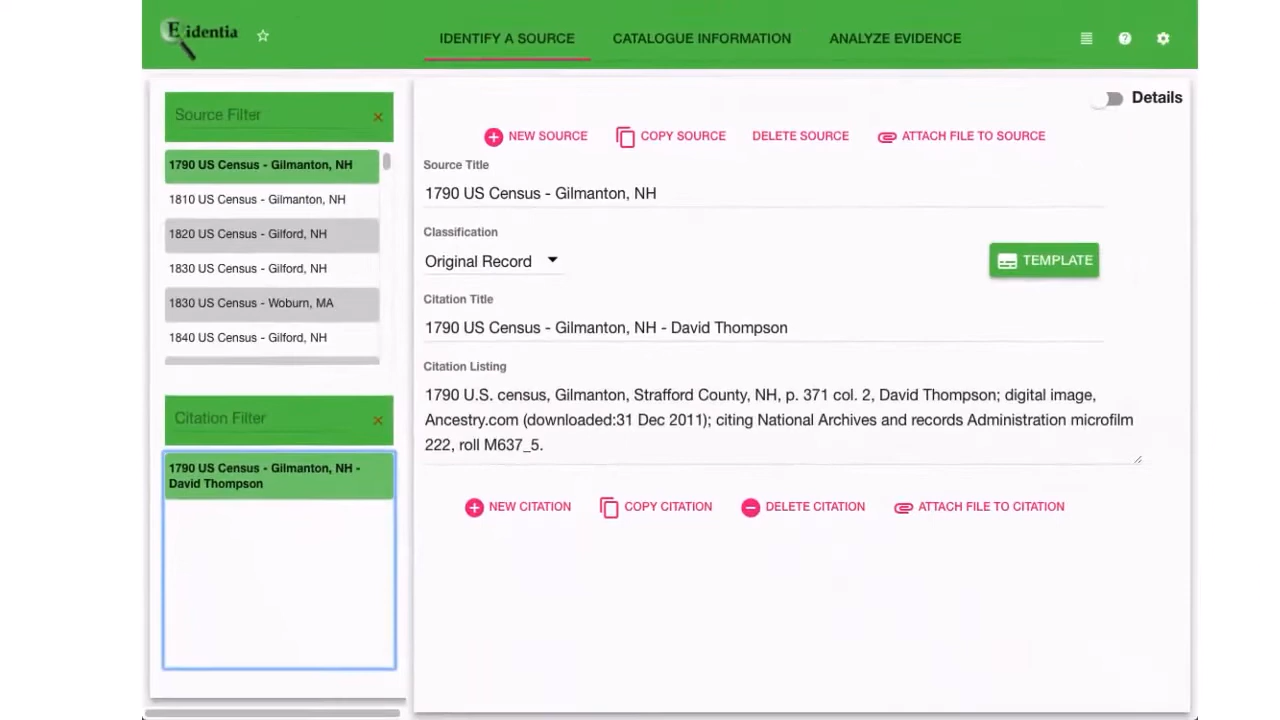 Evidentia
IDENTIFY A SOURCE
CATALOGUE INFORMATION
ANALYZE EVIDENCE
Source Filter
1790 US Census - Gilmanton, NH
1810 US Census - Gilmanton, NH
1820 US Census - Gilford, NH
1830 US Census - Gilford, NH
1830 US Census - Woburn, MA
1840 US Census - Gilford, NH
Citation Filter
1790 US Census - Gilmanton, NH -
David Thompson
Details
NEW SOURCE
COPY SOURCE
DELETE SOURCE
ATTACH FILE TO SOURCE
Source Title
1790 US Census - Gilmanton, NH
Classification
Original Record
TEMPLATE
Citation Title
1790 US Census - Gilmanton, NH - David Thompson
Citation Listing
1790 U.S. census, Gilmanton, Strafford County, NH, p. 371 col. 2, David Thompson; digital image,
Ancestry.com (downloaded:31 Dec 2011); citing National Archives and records Administration microfilm
222, roll M637_5.
NEW CITATION
COPY CITATION
DELETE CITATION
ATTACH FILE TO CITATION